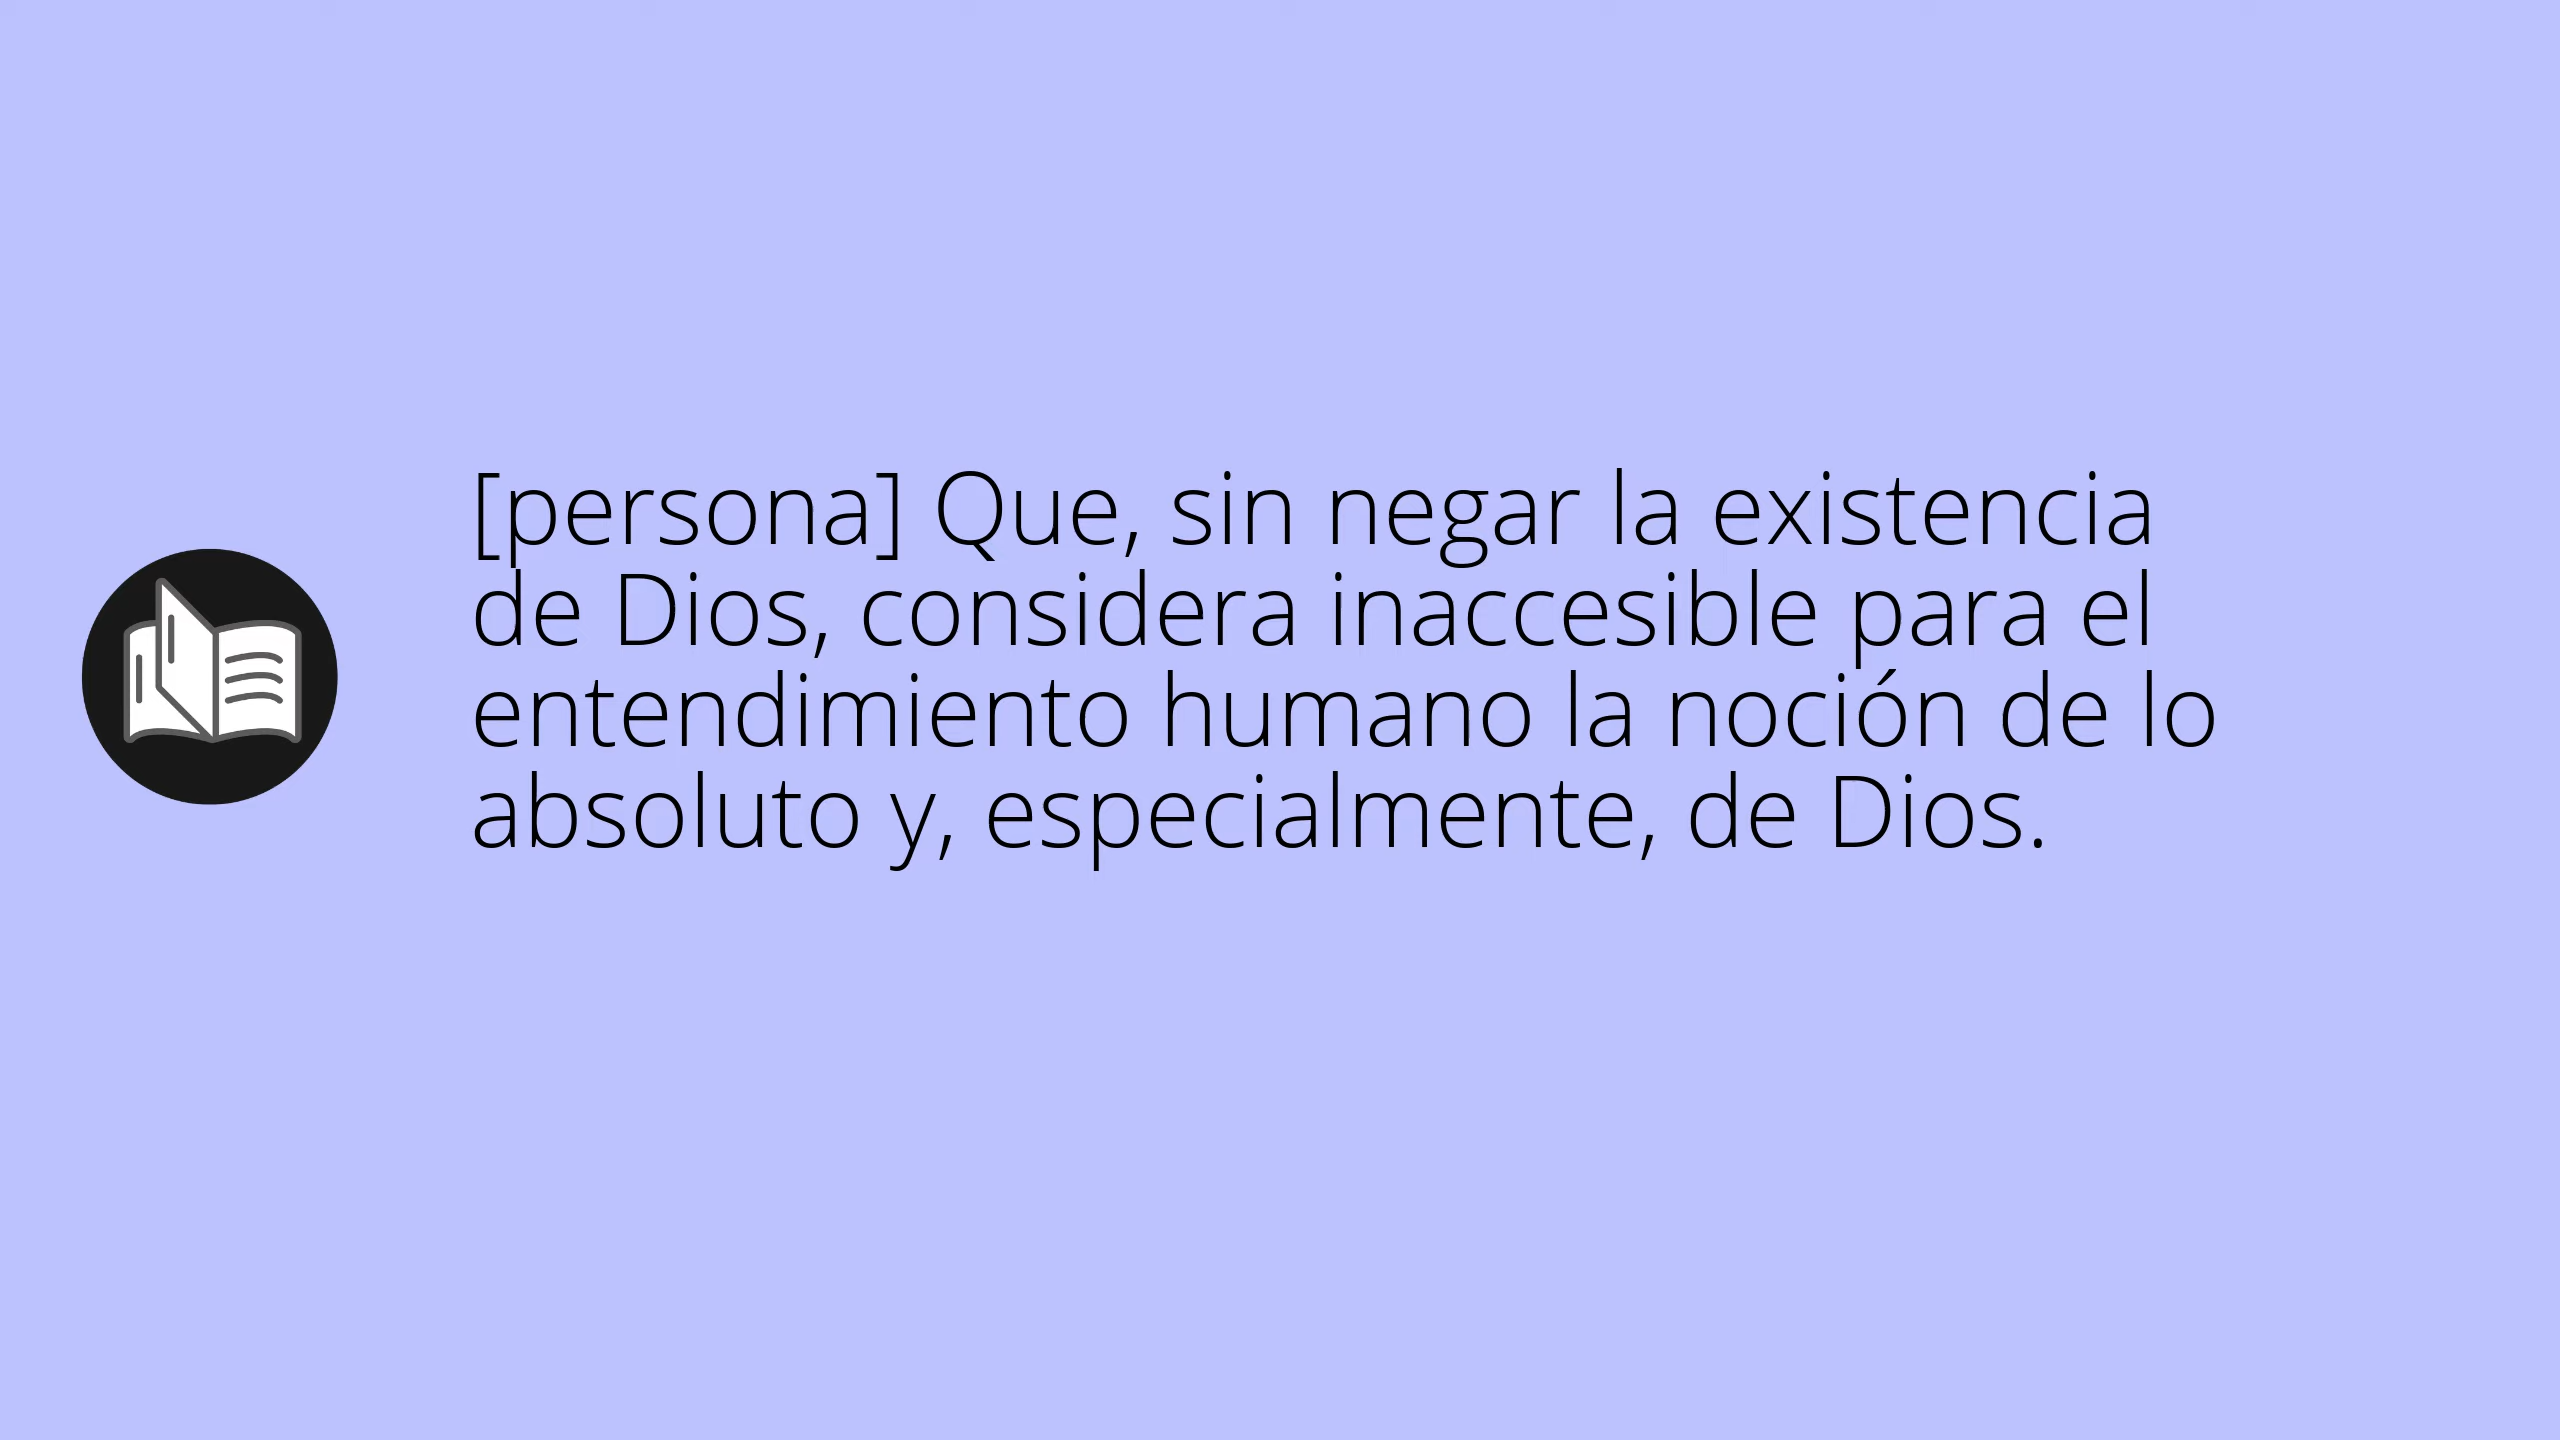 [persona] Que, sin negar la existencia
de Dios, considera inaccesible para el
entendimiento humano la noción de lo
absoluto y, especialmente, de Dios.